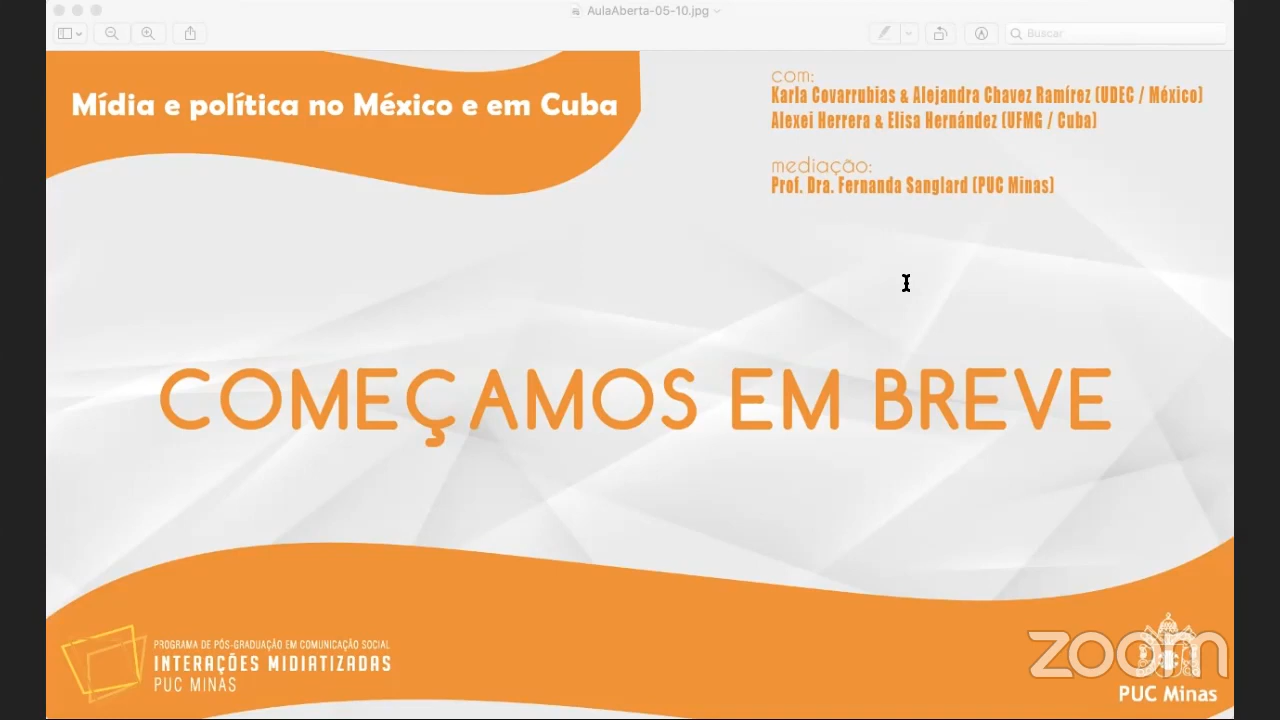 AulaAberta-05-10.jpg
Buscar
Mídia e política no México e em Cuba
com:
Karla Covarrubias & Alejandra Chavez Ramírez (UDEC / México)
Alexei Herrera & Elisa Hernández (UFMG / Cuba)
mediação:
Prof. Dra. Fernanda Sanglard (PUC Minas)
COMEÇAMOS EM BREVE
PROGRAMA DE PÓS-GRADUAÇÃO EM COMUNICAÇÃO SOCIAL
INTERAÇÕES MIDIATIZADAS
PUC MINAS
zoom
PUC Minas